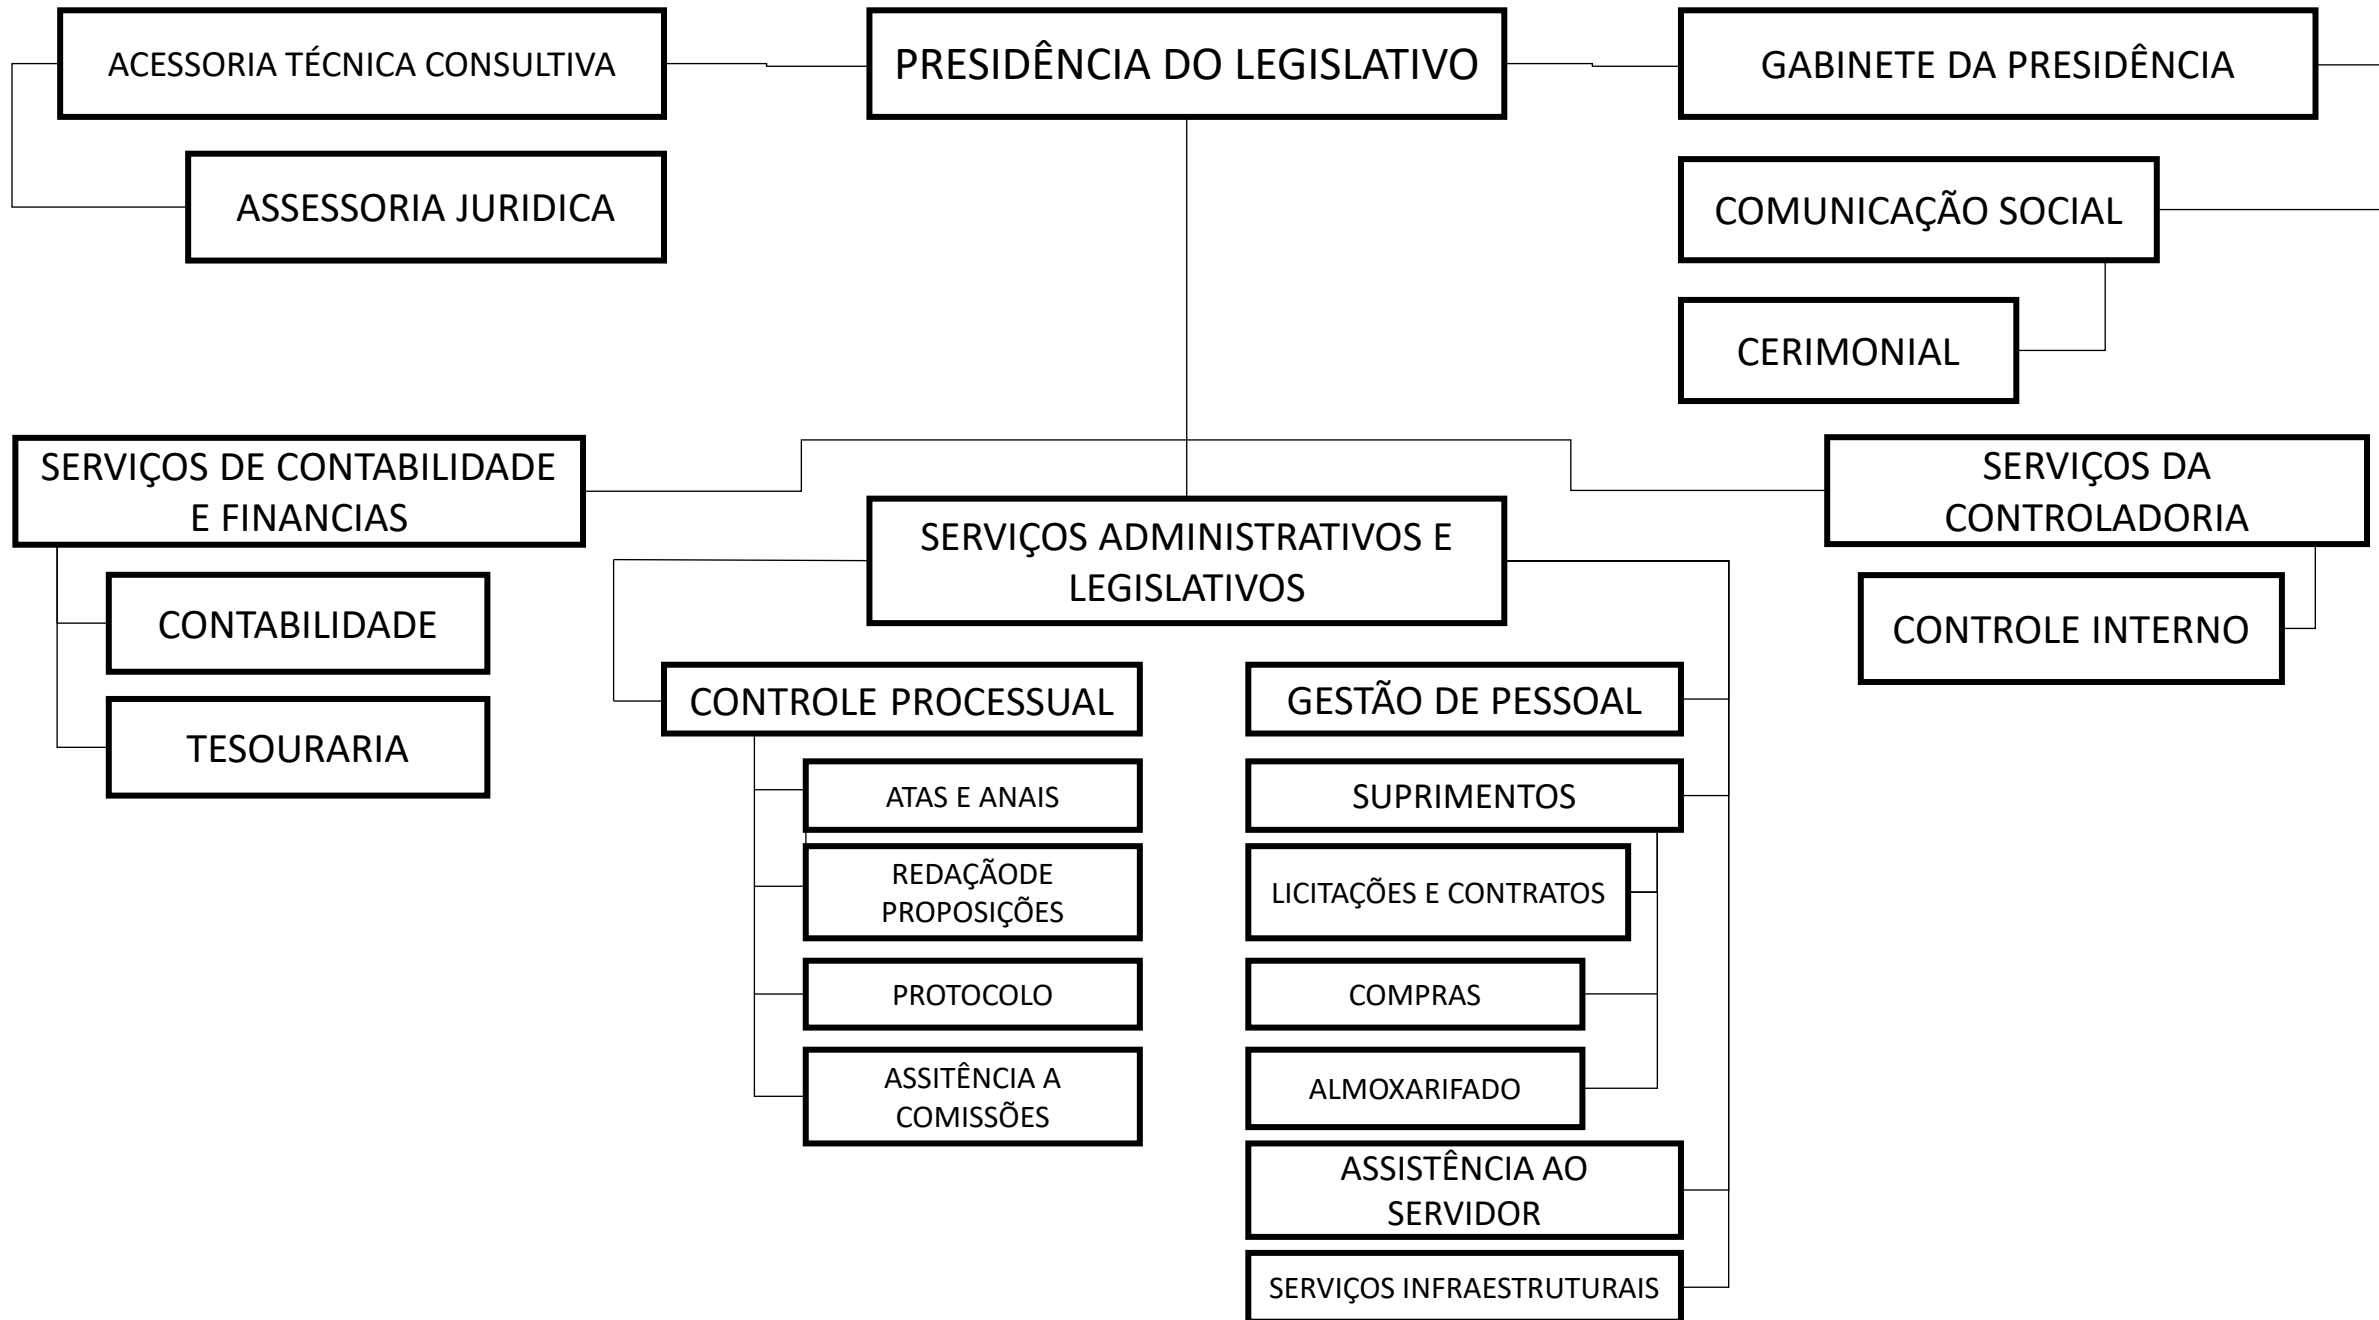 ACESSORIA TÉCNICA CONSULTIVA
PRESIDÊNCIA DO LEGISLATIVO
GABINETE DA PRESIDÊNCIA
ASSESSORIA JURIDICA
COMUNICAÇÃO SOCIAL
CERIMONIAL
SERVIÇOS DE CONTABILIDADE
E FINANCIAS
SERVIÇOS ADMINISTRATIVOS E
LEGISLATIVOS
SERVIÇOS DA
CONTROLADORIA
CONTABILIDADE
TESOURARIA
CONTROLE INTERNO
CONTROLE PROCESSUAL
ATAS E ANAIS
REDAÇÃODE
PROPOSIÇÕES
PROTOCOLO
ASSITÊNCIA A
COMISSÕES
GESTÃO DE PESSOAL
SUPRIMENTOS
LICITAÇÕES E CONTRATOS
COMPRAS
ALMOXARIFADO
ASSISTÊNCIA AO
SERVIDOR
SERVIÇOS INFRAESTRUTURAIS